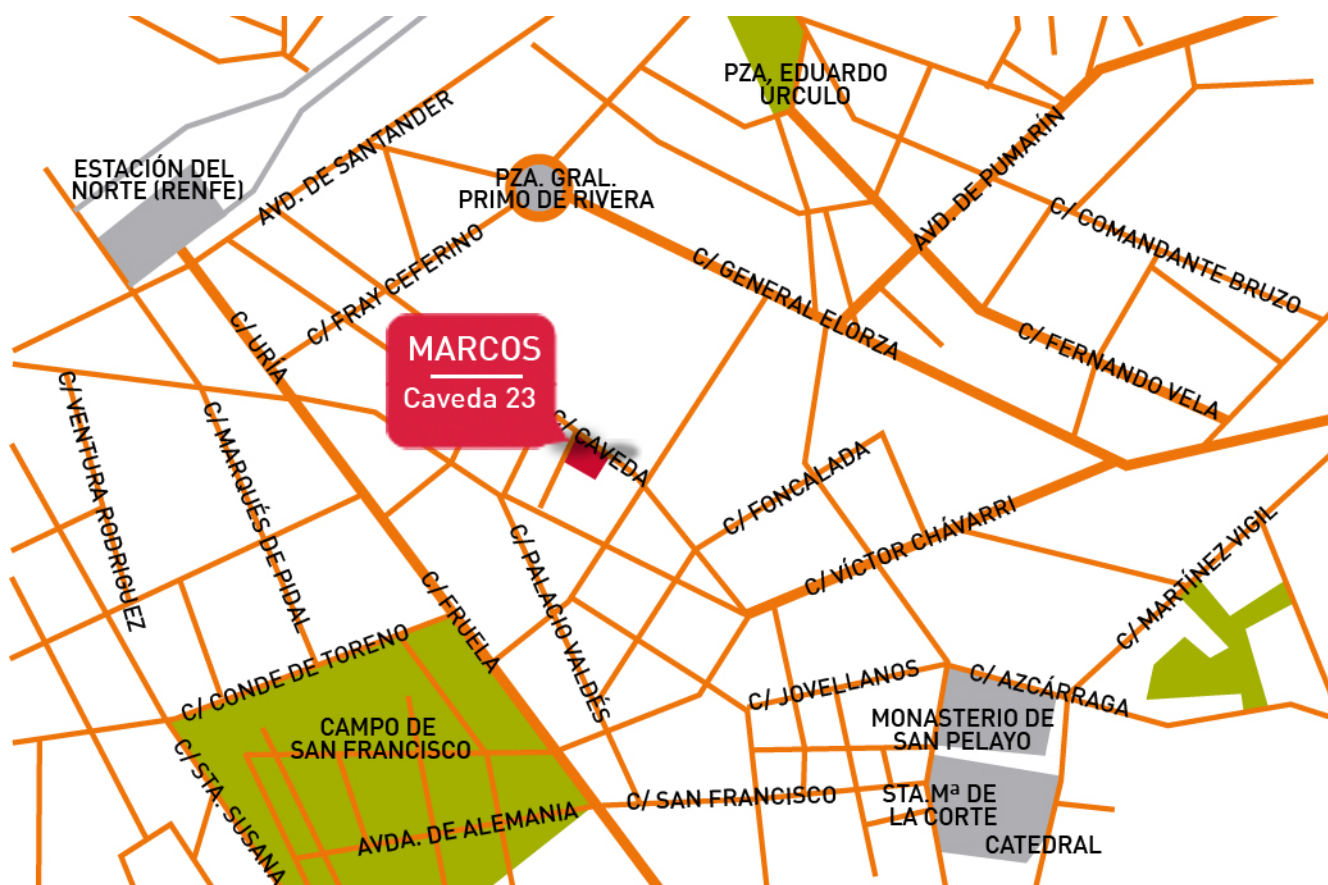 PZA, EDUARDO
ÚRCULO
AVD. DE SANTANDER
ESTACIÓN DEL
NORTE (RENFE)
PZA. GRAL.
PRIMO DE RIVERA
AVD. DE PUMARÍN
C/ COMANDANTE BRUZO
C/ FRAY CEFERINO
C/ GENERAL ELORZA
C/ URÍA
MARCOS
Caveda 23
C/ FERNANDO VELA
C/ VENTURA RODRIGUEZ
C/ MARQUÉS DE PIDAL
C/ CAVEDA
C/ FONCALADA
C/ VÍCTOR CHÁVARRI
C/ MARTÍNEZ VIGIL
C/ PALACIO VALDÉS
C/ FRUELA
C/ CONDE DE TORENO
C/ JOVELLANOS
C/ AZCÁRRAGA
CAMPO DE
SAN FRANCISCO
MONASTERIO DE
SAN PELAYO
C/ STA. SUSANA
AVDA. DE ALEMANIA
C/ SAN FRANCISCO
STA.Mª DE
LA CORTE
CATEDRAL